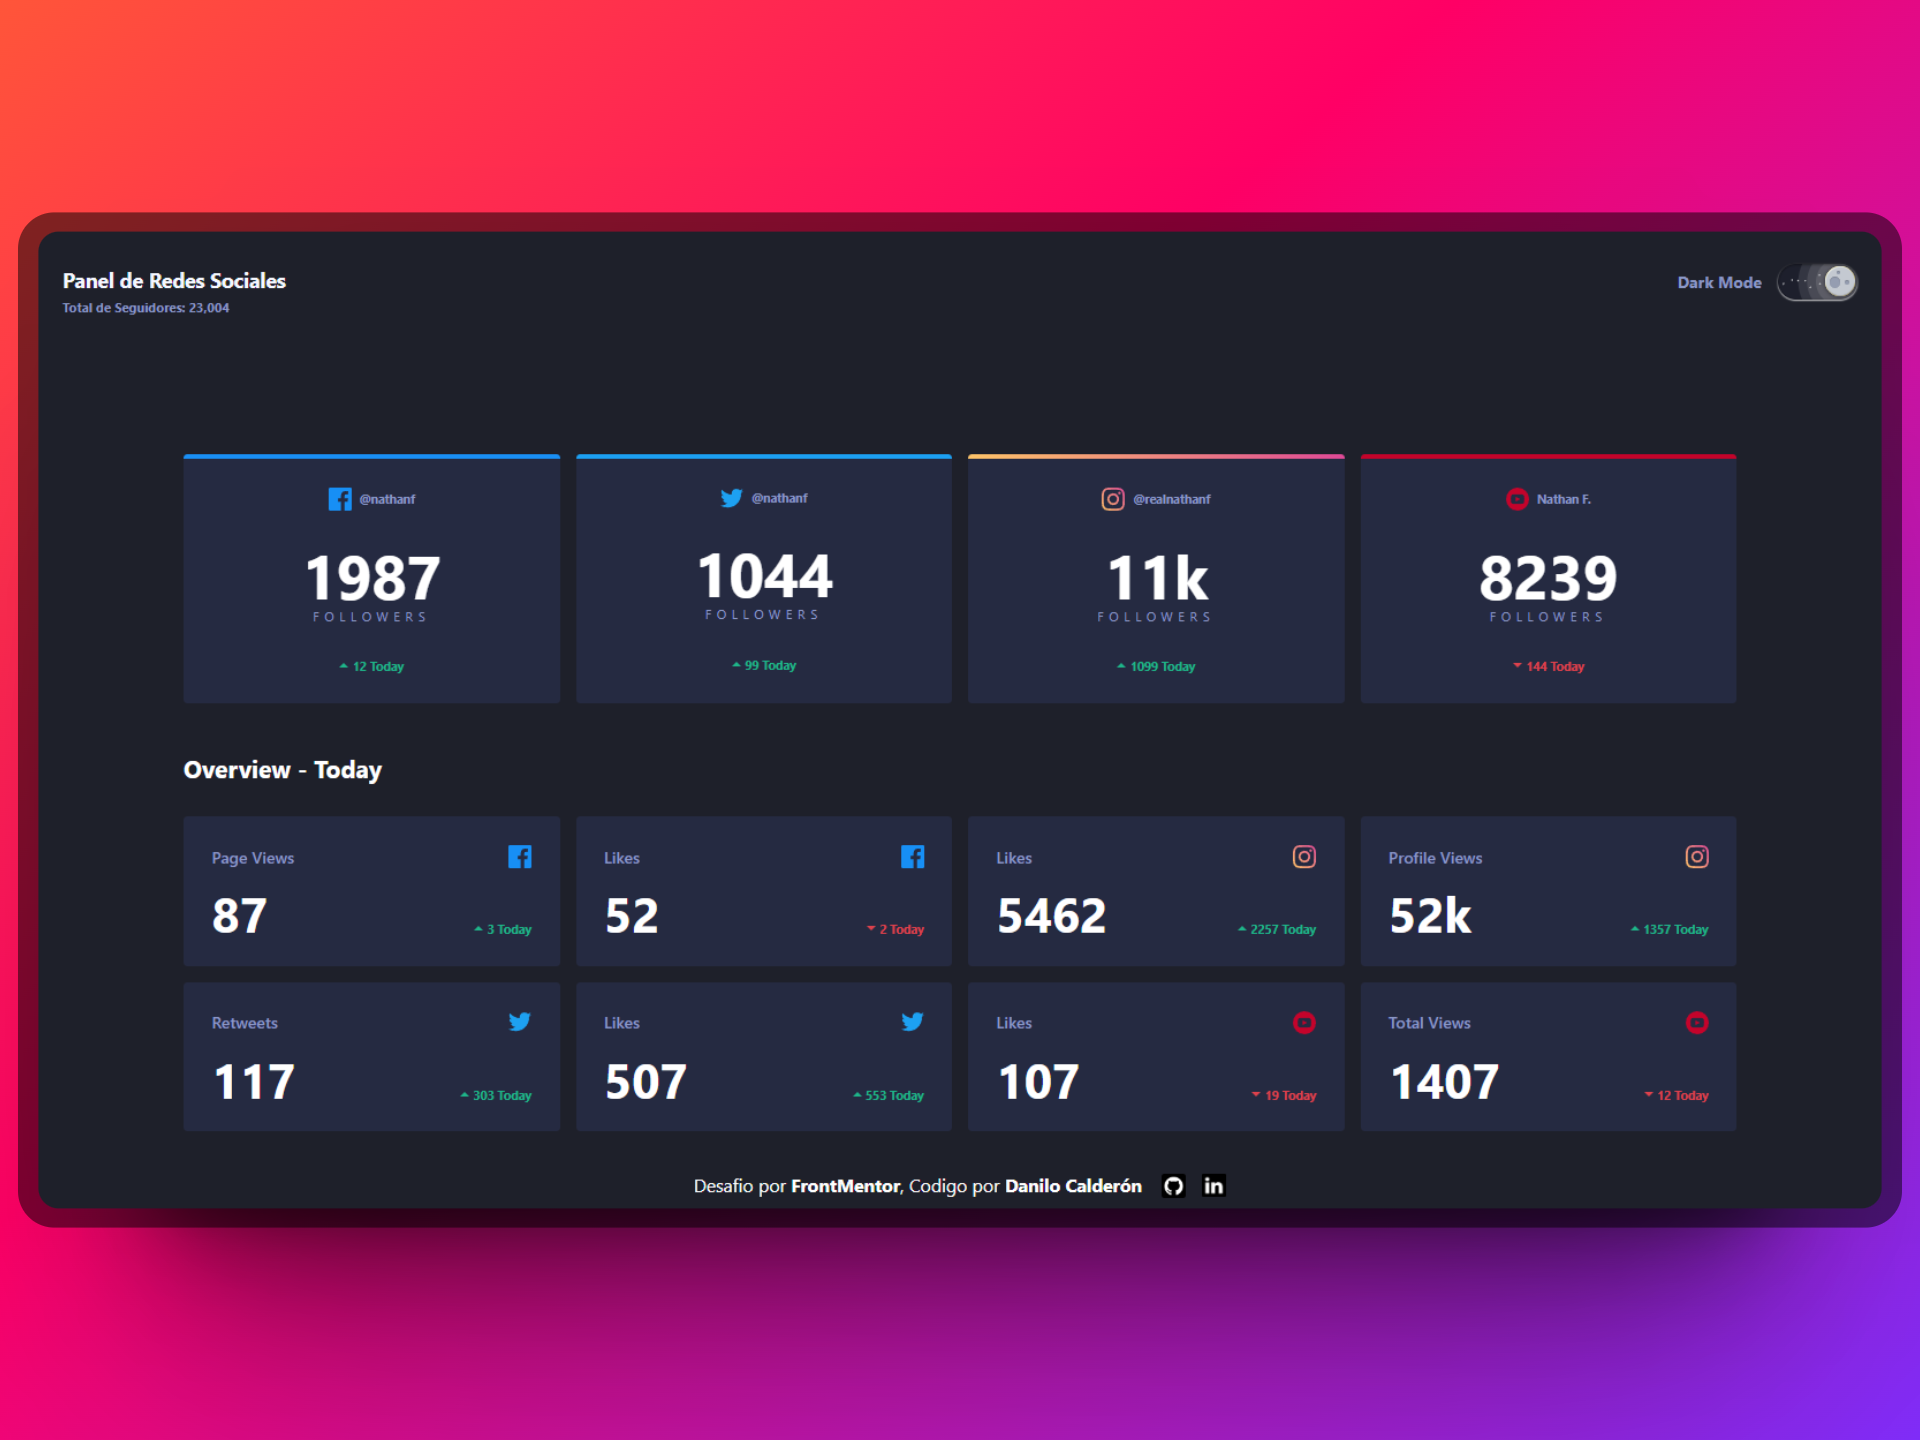 Panel de Redes Sociales
Total de Seguidores: 23,004
Dark Mode
@nathanf
1987
FOLLOWERS
12 Today
@nathanf
1044
FOLLOWERS
99 Today
@realnathanf
11k
FOLLOWERS
1099 Today
Nathan F.
8239
FOLLOWERS
144 Today
Overview - Today
Page Views
87
3 Today
Likes
52
2 Today
Likes
5462
2257 Today
Profile Views
52k
1357 Today
Retweets
117
303 Today
Likes
507
553 Today
Likes
107
19 Today
Total Views
1407
12 Today
Desafio por FrontMentor, Codigo por Danilo Calderón